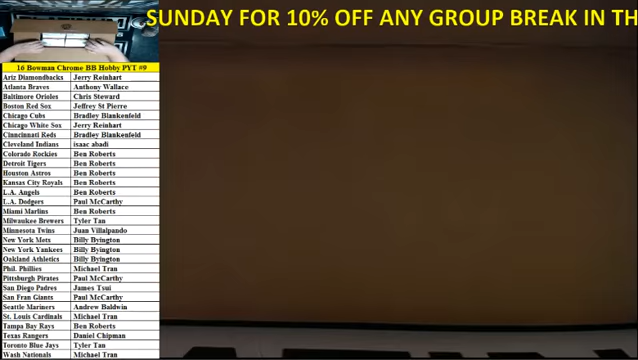 SUNDAY FOR 10% OFF ANY GROUP BREAK IN TH
16 Bowman Chrome BB Hobby PYT #9
Ariz Diamondbacks Jerry Reinhart
Atlanta Braves Anthony Wallace
Baltimore Orioles Chris Steward
Boston Red Sox Jeffrey St Pierre
Chicago Cubs Bradley Blankenfeld
Chicago White Sox Jerry Reinhart
Cinncinnati Reds Bradley Blankenfeld
Cleveland Indians isaac abadi
Colorado Rockies Ben Roberts
Detroit Tigers Ben Roberts
Houston Astros Ben Roberts
Kansas City Royals Ben Roberts
L.A. Angels Ben Roberts
L.A. Dodgers Paul McCarthy
Miami Marlins Ben Roberts
Milwaukee Brewers Tyler Tan
Minnesota Twins Juan Villalpando
New York Mets Billy Byington
New York Yankees Billy Byington
Oakland Athletics Billy Byington
Phil. Phillies Michael Tran
Pittsburgh Pirates Paul McCarthy
San Diego Padres James Tsui
San Fran Giants Paul McCarthy
Seattle Mariners Andrew Baldwin
St. Louis Cardinals Michael Tran
Tampa Bay Rays Ben Roberts
Texas Rangers Daniel Chipman
Toronto Blue Jays Tyler Tan
Wash Nationals Michael Tran